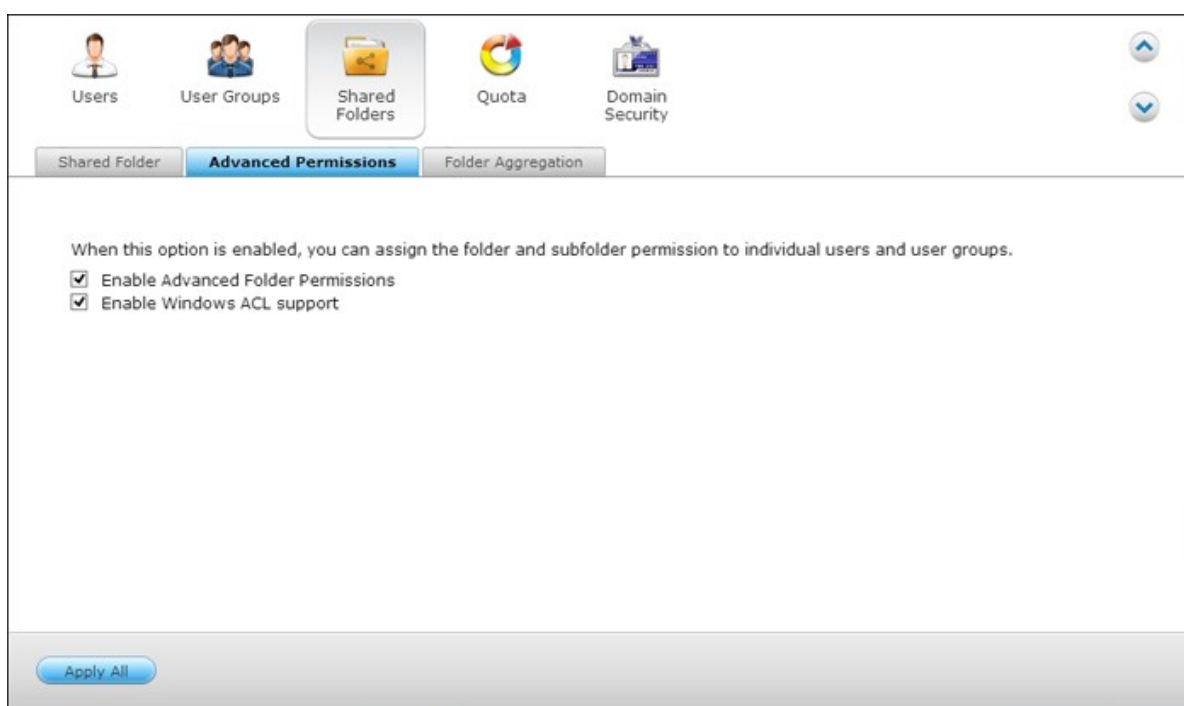 Users
User Groups
Shared
Folders
Quota
Domain
Security
Shared Folder
Advanced Permissions
Folder Aggregation
When this option is enabled, you can assign the folder and subfolder permission to individual users and user groups.
Enable Advanced Folder Permissions
Enable Windows ACL support
Apply All